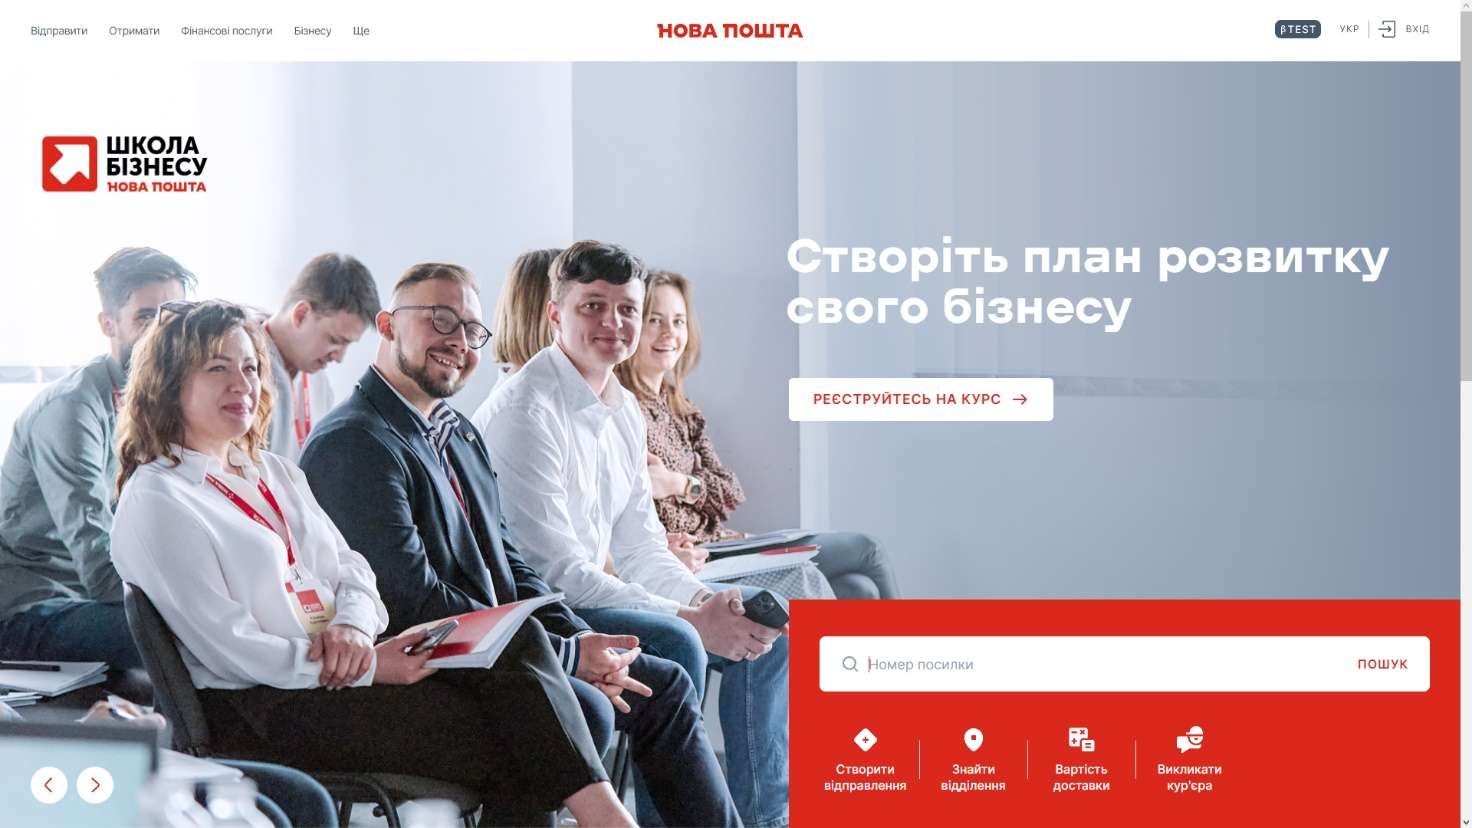 Відправити
Отримати
Фінансові послуги
Бізнесу
Ще
НОВА ПОШТА
βTEST
УКР
ВХІД
ШКОЛА
БІЗНЕСУ
НОВА ПОШТА
Створіть план розвитку
свого бізнесу
РЕЄСТРУЙТЕСЬ НА КУРС
Номер посилки
ПОШУК
Створити
відправлення
Знайти
відділення
Вартість
доставки
Викликати
кур'єра